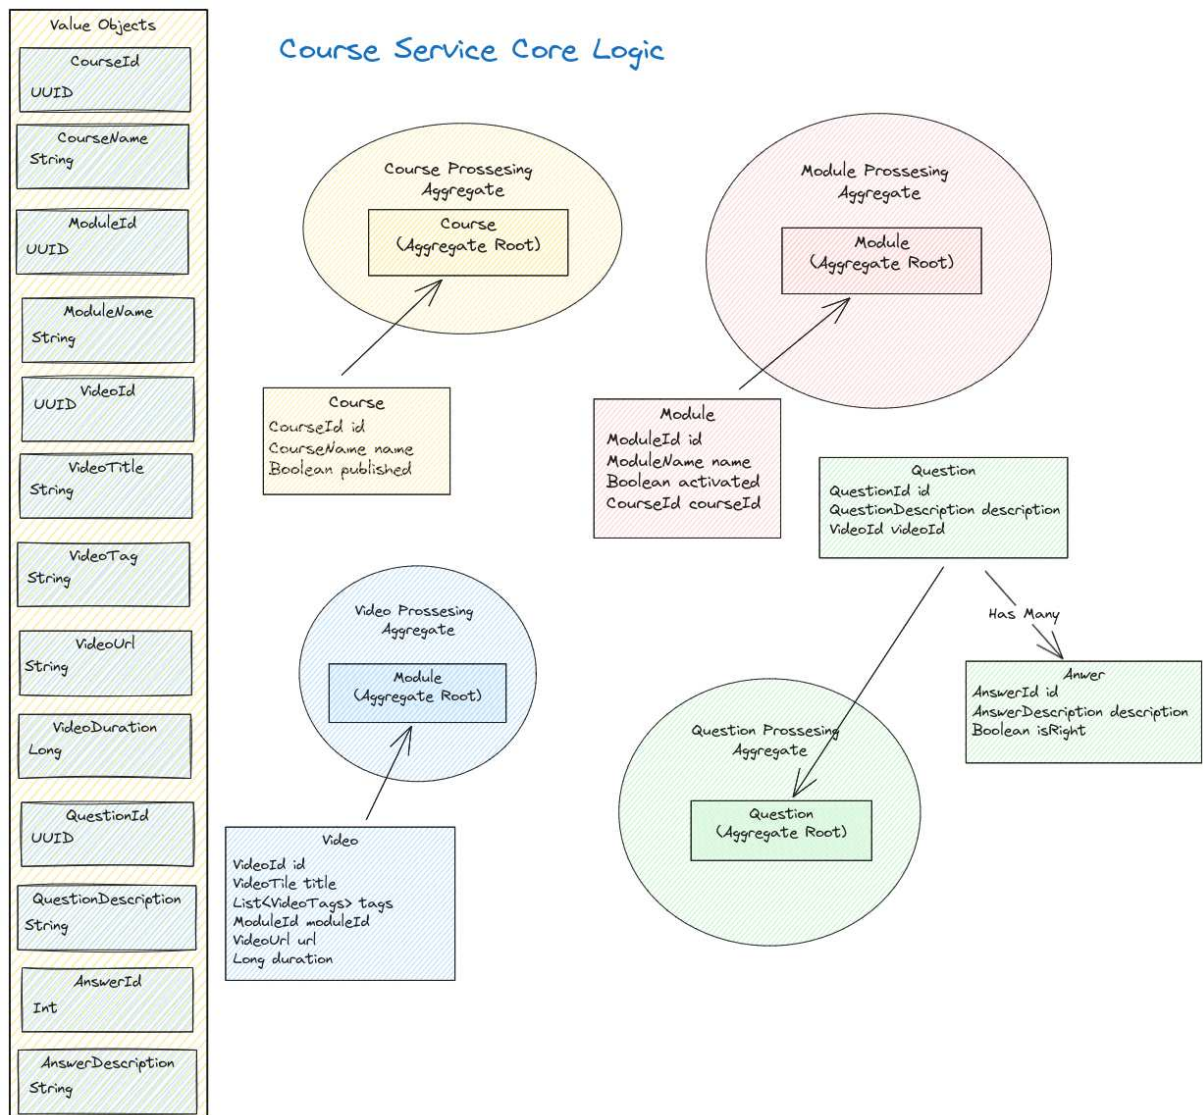 Value Objects
CourseId
UUID
CourseName
String
ModuleId
UUID
ModuleName
String
VideoId
UUID
VideoTitle
String
VideoTag
String
VideoUrl
String
VideoDuration
Long
QuestionId
UUID
QuestionDescription
String
AnswerId
Int
AnswerDescription
String
Course Service Core Logic
Course Prossesing
Aggregate
Course
(Aggregate Root)
Course
CourseId id
CourseName name
Boolean published
Module Prossesing
Aggregate
Module
(Aggregate Root)
Module
ModuleId id
ModuleName name
Boolean activated
CourseId courseId
Question
QuestionId id
QuestionDescription description
VideoId videoId
Has Many
Anwer
AnswerId id
AnswerDescription description
Boolean isRight
Video Prossesing
Aggregate
Module
(Aggregate Root)
Video
VideoId id
VideoTile title
List<VideoTags> tags
ModuleId moduleId
VideoUrl url
Long duration
Question Prossesing
Aggregate
Question
(Aggregate Root)